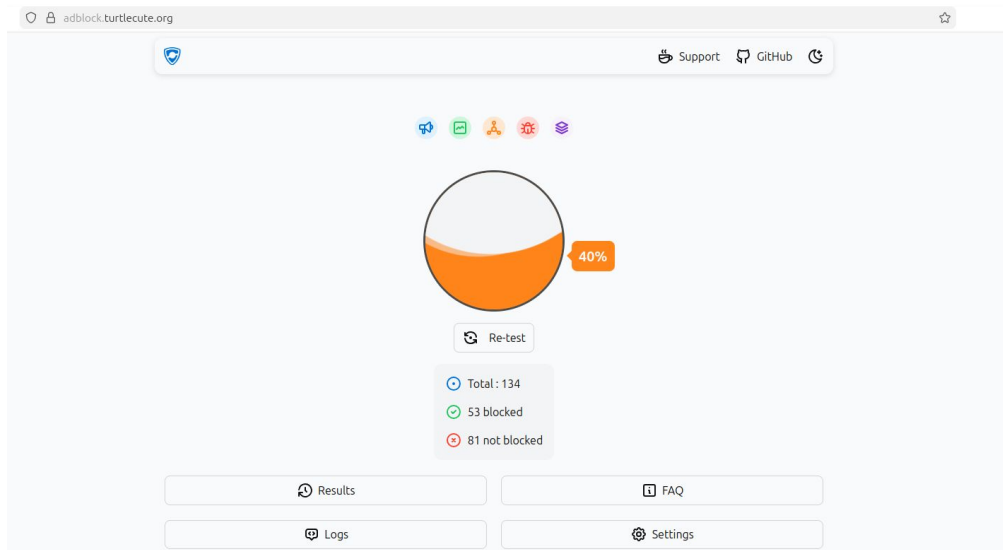 adblock.turtlecute.org
Support GitHub
40%
Re-test
Total : 134
53 blocked
81 not blocked
Results FAQ
Logs Settings